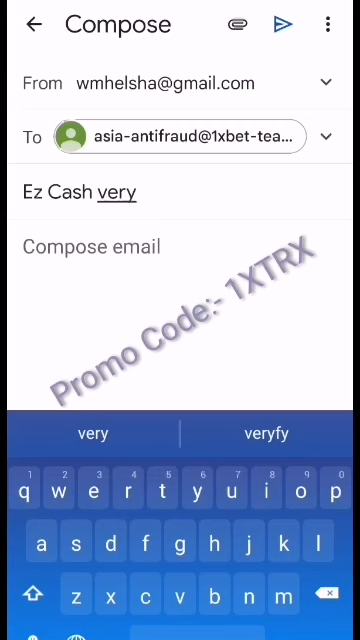 Compose
From wmhelsha@gmail.com
To asia-antifraud@1xbet-tea...
Ez Cash very
Compose email
Promo Code:- 1XTRX
very veryfy
1 2 3 4 5 6 7 8 9 0
q w e r t y u i o p
a s d f g h j k l
z x c v b n m